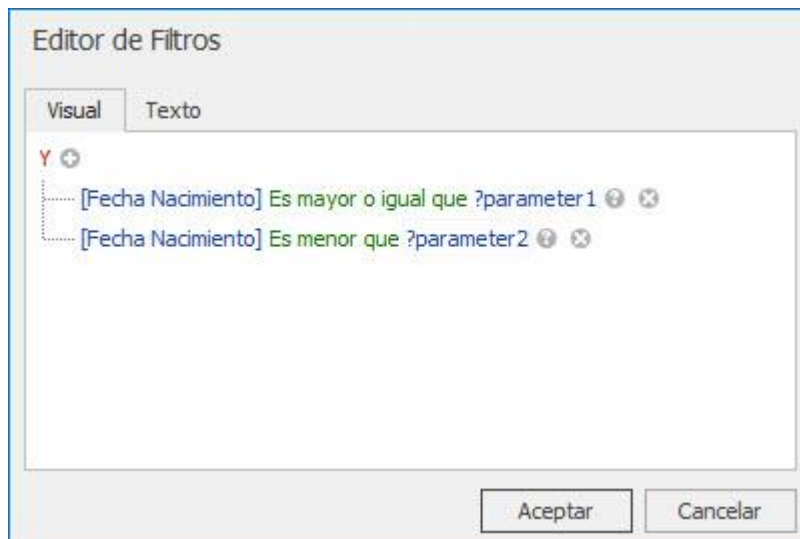 Editor de Filtros
Visual Texto
Y
[Fecha Nacimiento] Es mayor o igual que ?parameter1
[Fecha Nacimiento] Es menor que ?parameter2
Aceptar Cancelar